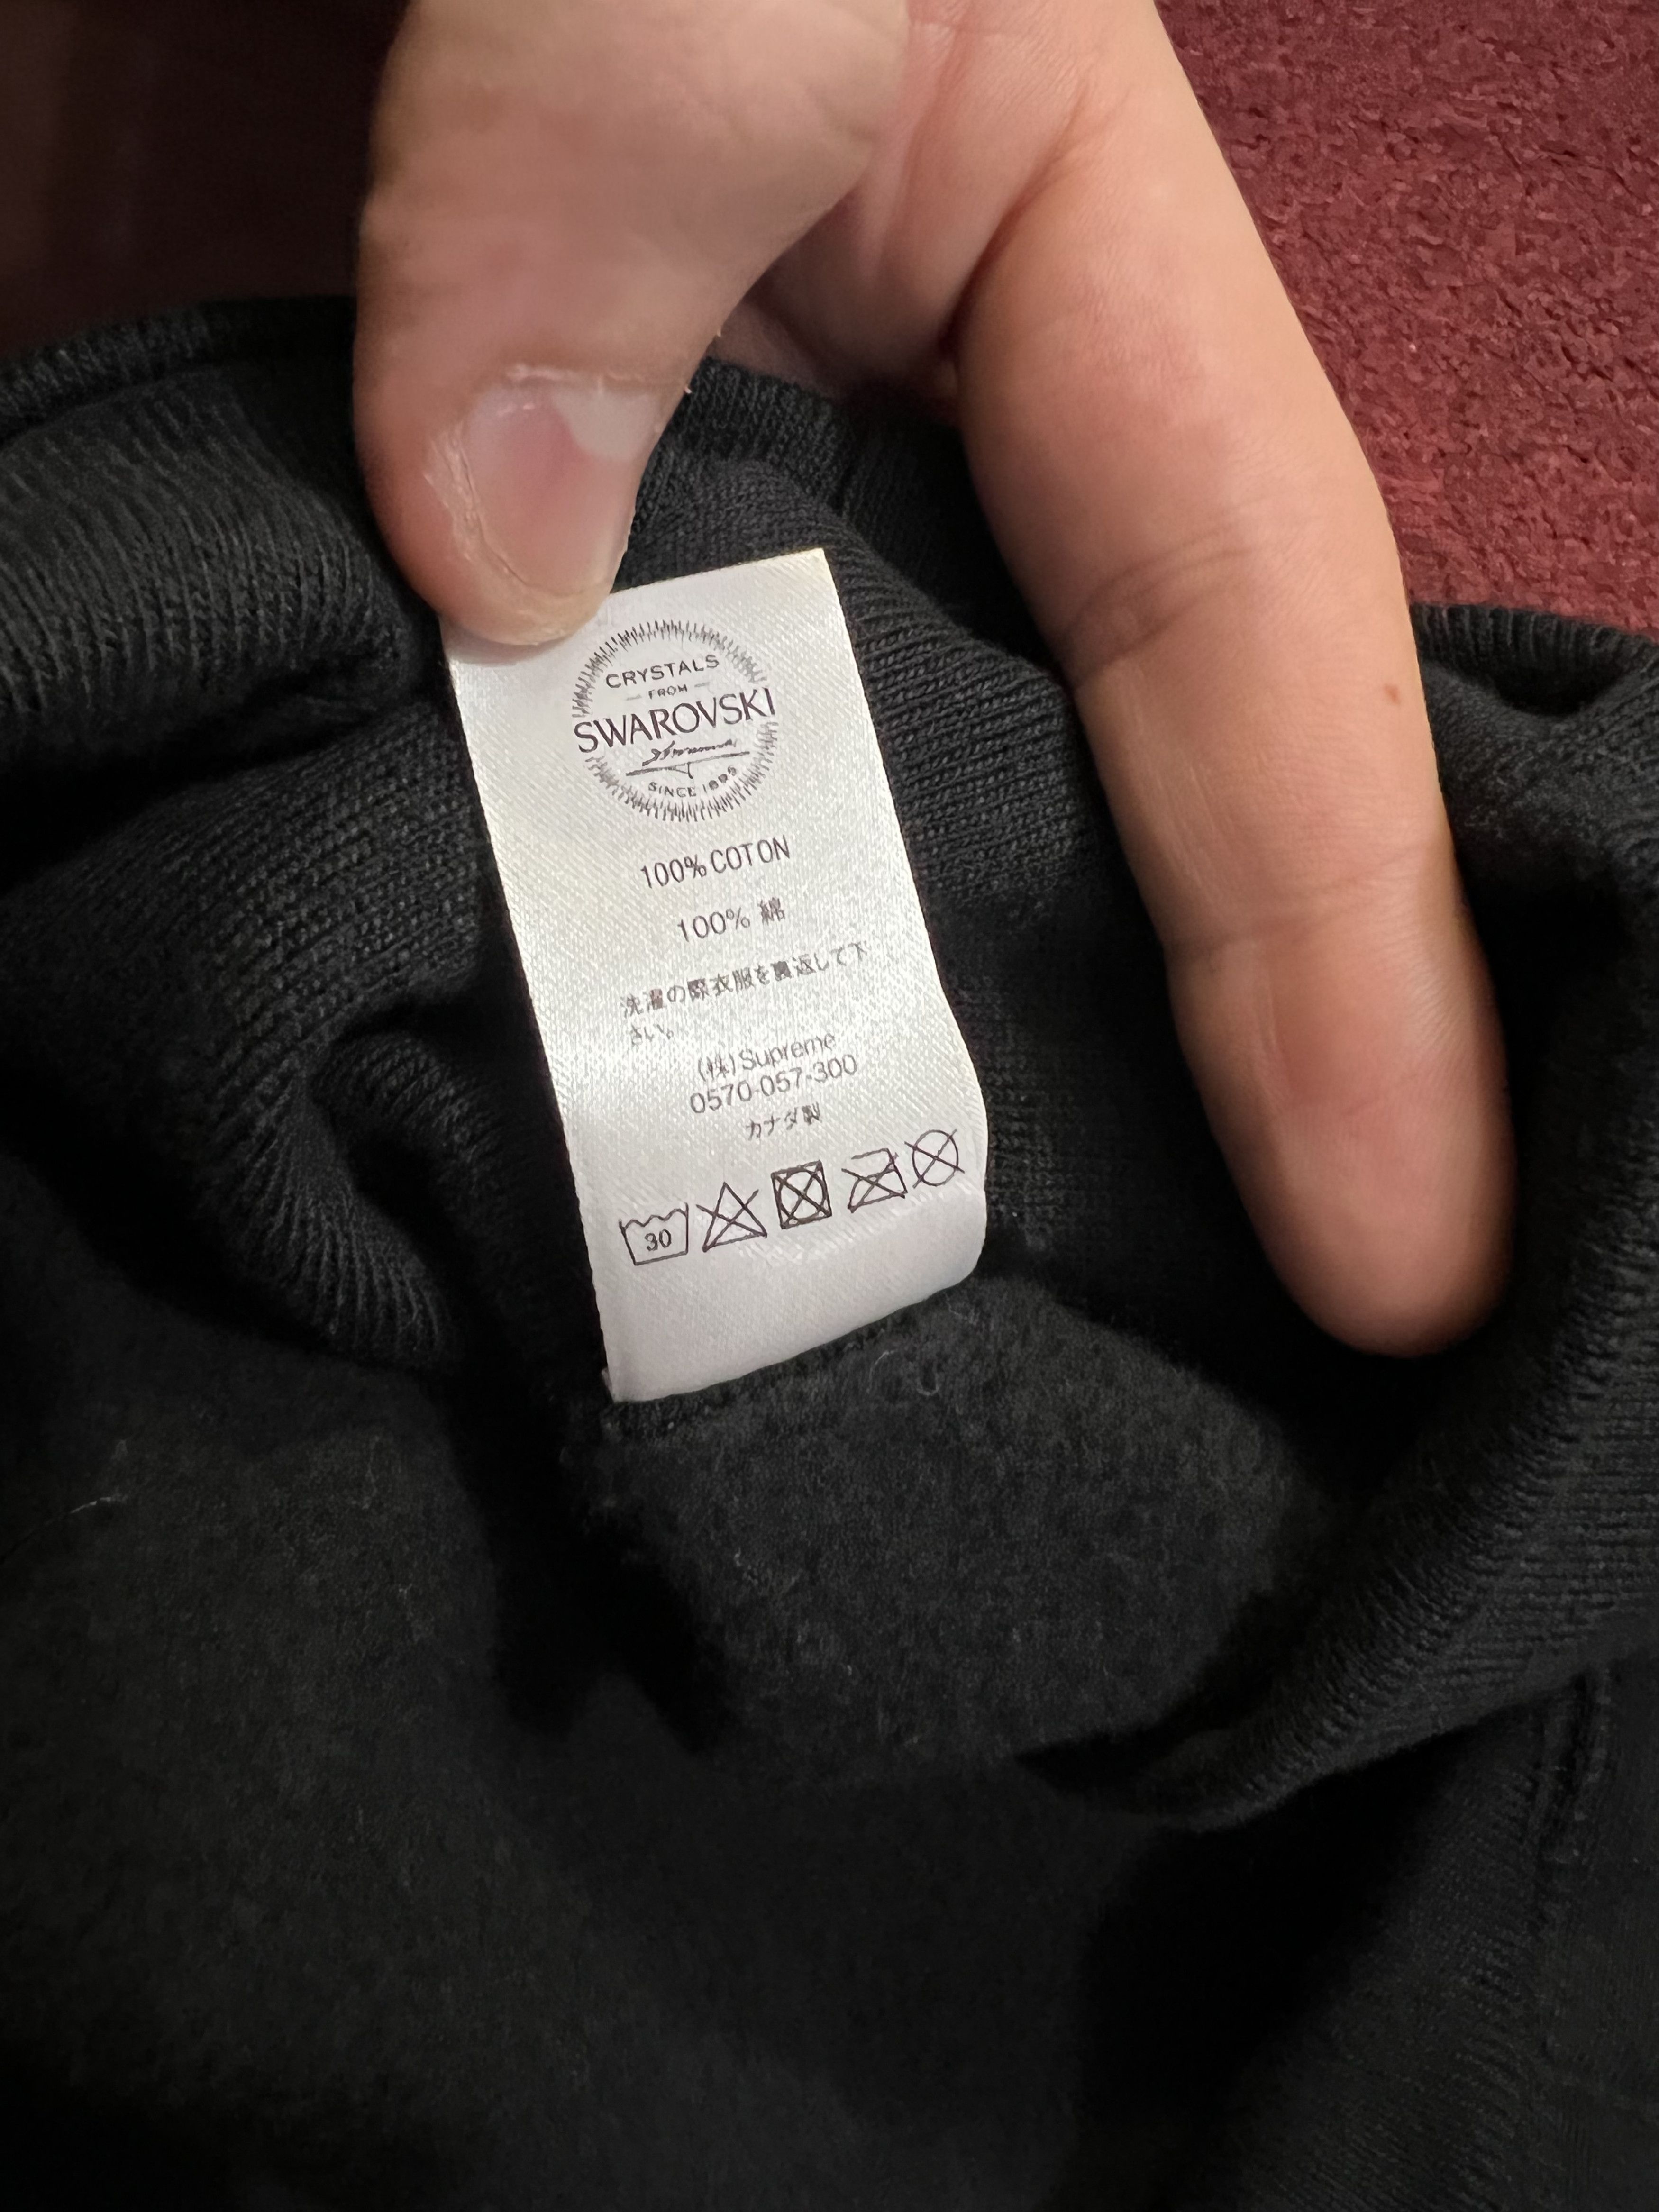 CRYSTALS
FROM
SWAROVSKI
SINCE 1895
100% COTON
100% 綿
洗濯の際衣服を裏返して下
さい。
(株) Supreme
0570-057-300
カナダ製
30